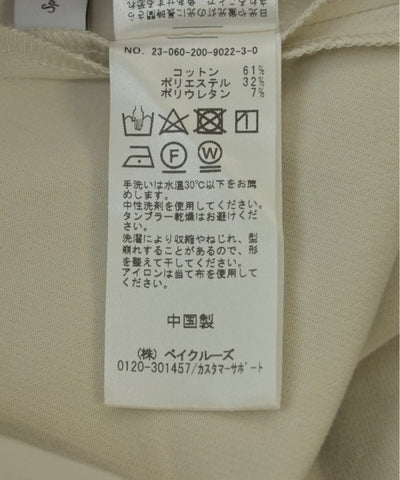 NO. 23-060-200-9022-3-0
コットン 61%
ポリエステル 32%
ポリウレタン 7%
F
W
手洗いは水温30℃以下をお薦
めします。
中性洗剤を使用してください。
タンブラー乾燥はお避けくだ
さい。
洗濯により収縮やねじれ、型
崩れすることがあるので、形
を整えて干してください。
アイロンは当て布を使用して
ください。
中国製
(株) ベイクルーズ
0120-301457/カスタマーサポート